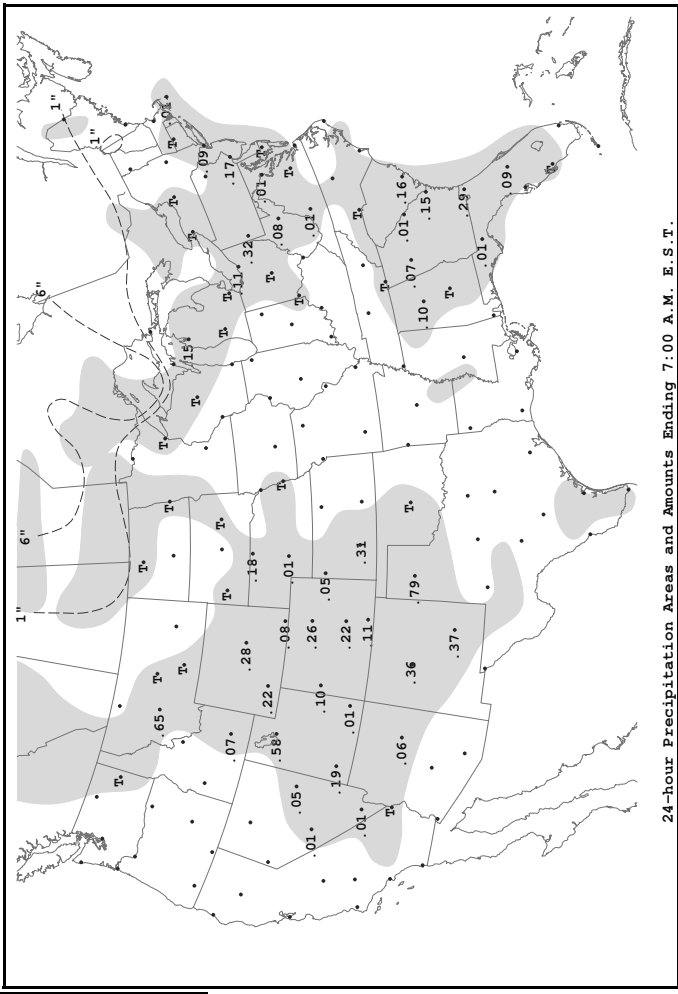 1"
6"
6"
1"
1"
T
T
T
.65
T
T
T
T
T
.15
T
T
.09
T
T
T
T
.07
.17
.11
.28
.32
.18
T
.01
.22
T
.58
.08
T
.08
.01
T
.05
T
.01
.01
.26
.10
.05
.19
.22
.01
T
.01
.31
.11
T
T
.06
.16
.01
T
.36
.07
.79
.10
.15
T
.37
.29
.01
.09
T
24-hour Precipitation Areas and Amounts Ending 7:00 A.M. E.S.T.